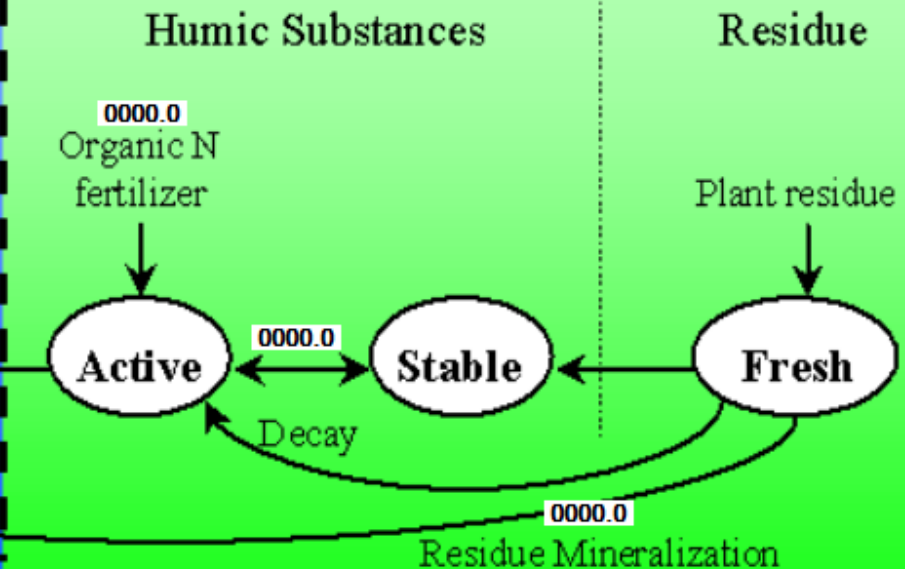 Humic Substances
Residue
0000.0
Organic N
fertilizer
Plant residue
0000.0
Active
Stable
Fresh
Decay
0000.0
Residue Mineralization